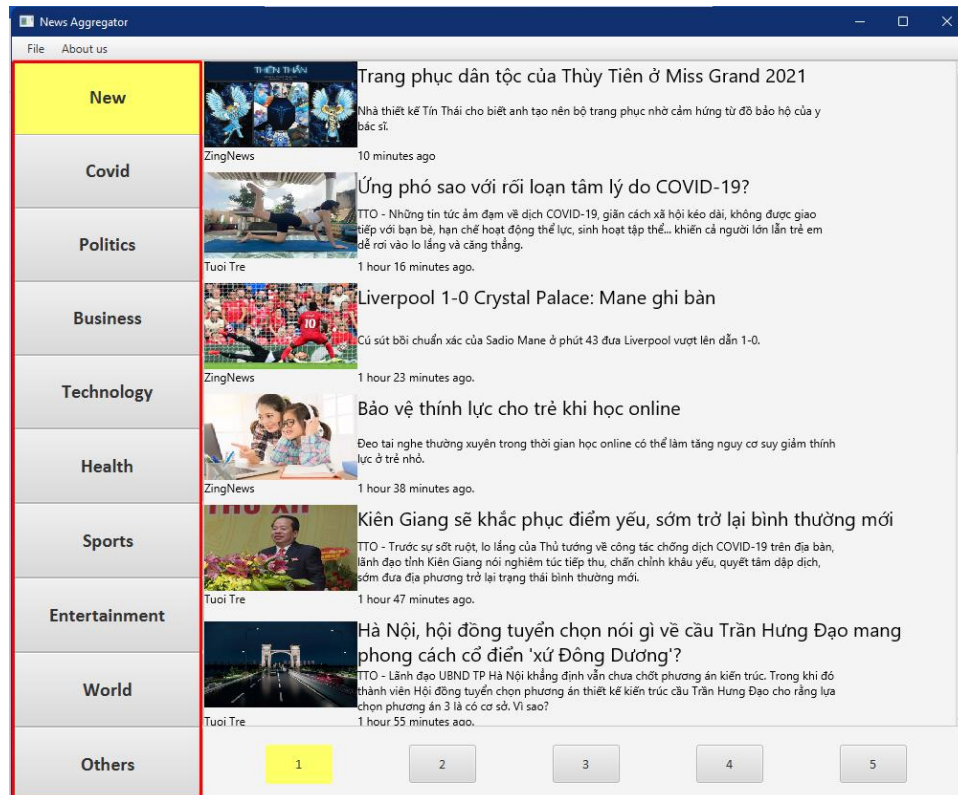 News Aggregator
File About us
New
Covid
Politics
Business
Technology
Health
Sports
Entertainment
World
Others
THIÊN THẦN
Trang phục dân tộc của Thùy Tiên ở Miss Grand 2021
Nhà thiết kế Tín Thái cho biết anh tạo nên bộ trang phục nhờ cảm hứng từ đồ bảo hộ của y
bác sĩ.
ZingNews 10 minutes ago
Ứng phó sao với rối loạn tâm lý do COVID-19?
TTO - Những tin tức ảm đạm về dịch COVID-19, giãn cách xã hội kéo dài, không được giao
tiếp với bạn bè, hạn chế hoạt động thể lực, sinh hoạt tập thể... khiến cả người lớn lẫn trẻ em
dễ rơi vào lo lắng và căng thẳng.
Tuoi Tre 1 hour 16 minutes ago.
Liverpool 1-0 Crystal Palace: Mane ghi bàn
10
Cú sút bồi chuẩn xác của Sadio Mane ở phút 43 đưa Liverpool vượt lên dẫn 1-0.
ZingNews 1 hour 23 minutes ago.
Bảo vệ thính lực cho trẻ khi học online
Đeo tai nghe thường xuyên trong thời gian học online có thể làm tăng nguy cơ suy giảm thính
lực ở trẻ nhỏ.
ZingNews 1 hour 38 minutes ago.
THỨ XII
Kiên Giang sẽ khắc phục điểm yếu, sớm trở lại bình thường mới
TTO - Trước sự sốt ruột, lo lắng của Thủ tướng về công tác chống dịch COVID-19 trên địa bàn,
lãnh đạo tỉnh Kiên Giang nói nghiêm túc tiếp thu, chấn chỉnh khâu yếu, quyết tâm dập dịch,
sớm đưa địa phương trở lại trạng thái bình thường mới.
Tuoi Tre 1 hour 47 minutes ago.
Hà Nội, hội đồng tuyển chọn nói gì về cầu Trần Hưng Đạo mang
phong cách cổ điển 'xứ Đông Dương'?
TTO - Lãnh đạo UBND TP Hà Nội khẳng định vẫn chưa chốt phương án kiến trúc. Trong khi đó
thành viên Hội đồng tuyển chọn phương án thiết kế kiến trúc cầu Trần Hưng Đạo cho rằng lựa
chọn phương án 3 là có cơ sở. Vì sao?
Tuoi Tre 1 hour 55 minutes ago.
1 2 3 4 5